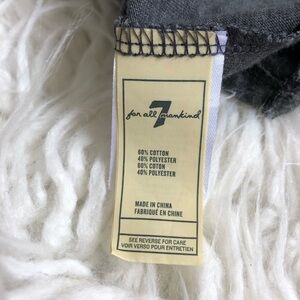 for all 7 mankind
60% COTTON
40% POLYESTER
60% COTON
40% POLYESTER
MADE IN CHINA
FABRIQUÉ EN CHINE
SEE REVERSE FOR CARE
VOIR VERSO POUR ENTRETIEN